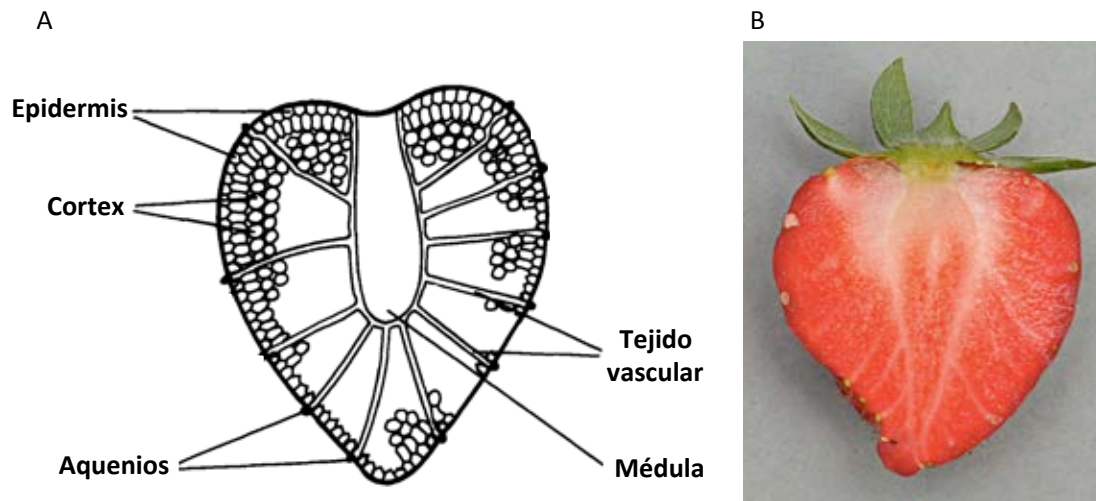 A
B
Epidermis
Cortex
Tejido
vascular
Aquenios
Médula